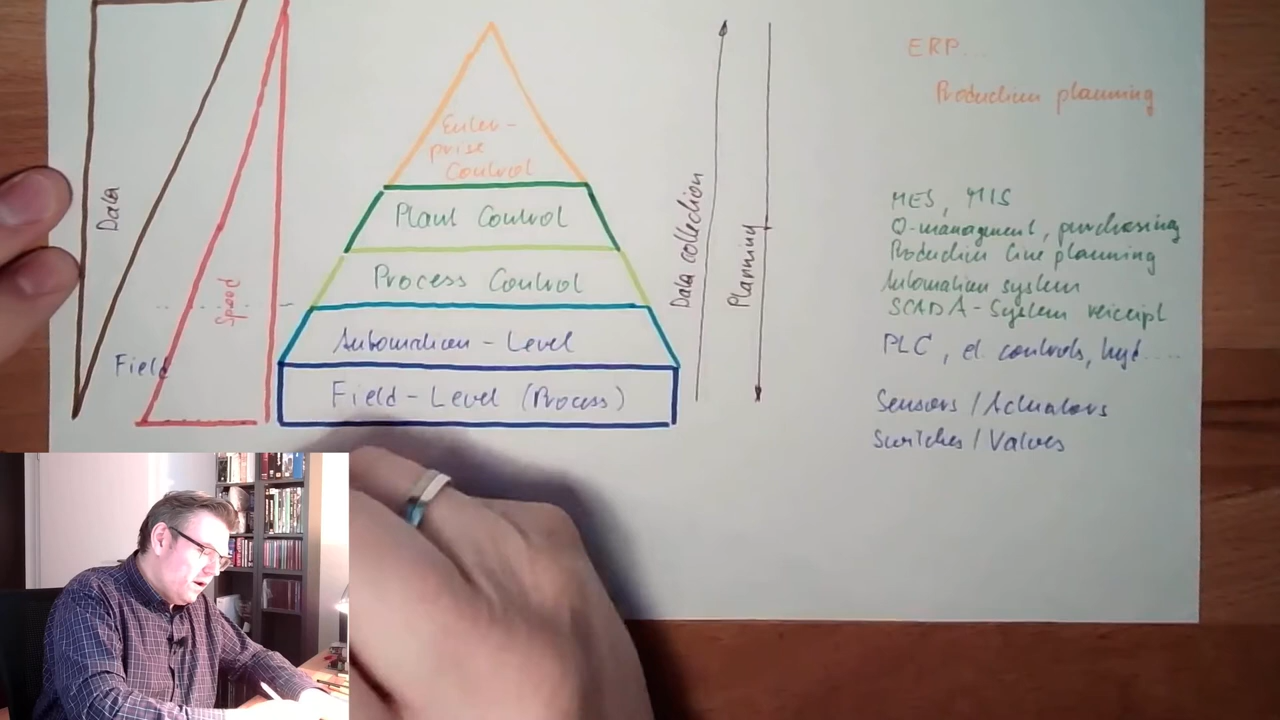 Data
Speed
Field
Enter-
prise
Control
Plant Control
Process Control
Automation - Level
Field - Level (Process)
Data collection
Planning
ERP...
Production planning
MES, MIS
Q-management, purchasing
Production line planning
Automation system
SCADA - System reicipt
PLC, el. controls, hyd.....
Sensors / Actuators
Switches / Valves